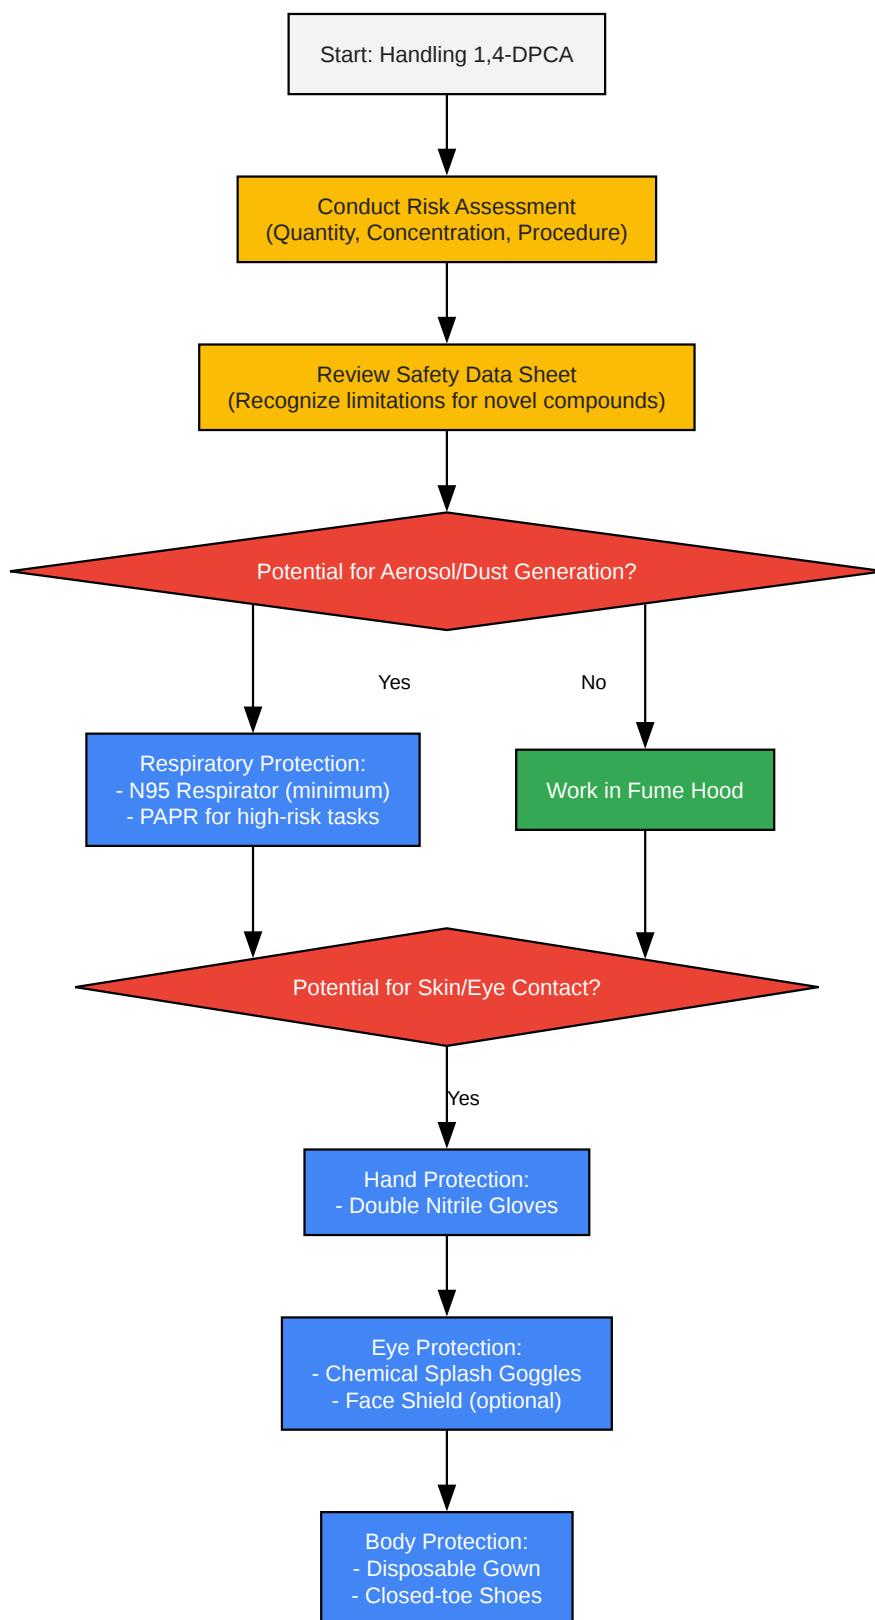 Start: Handling 1,4-DPCA
Conduct Risk Assessment
(Quantity, Concentration, Procedure)
Review Safety Data Sheet
(Recognize limitations for novel compounds)
Potential for Aerosol/Dust Generation?
Yes
No
Respiratory Protection:
- N95 Respirator (minimum)
- PAPR for high-risk tasks
Work in Fume Hood
Potential for Skin/Eye Contact?
Yes
Hand Protection:
- Double Nitrile Gloves
Eye Protection:
- Chemical Splash Goggles
- Face Shield (optional)
Body Protection:
- Disposable Gown
- Closed-toe Shoes